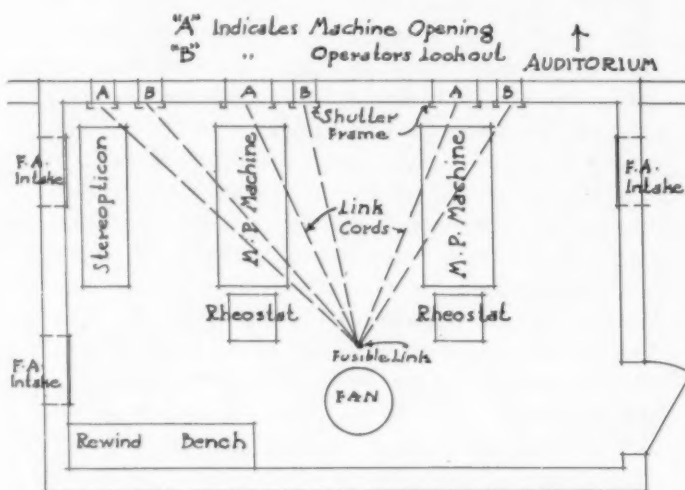 "A" Indicates Machine Opening
"B" " Operators Lookout
AUDITORIUM
A
B
A
B
A
B
Shutter
Frame
F.A.
Intake
F.A.
Intake
Stereopticon
M.P. Machine
Link
Cords
M.P. Machine
Rheostat
Rheostat
Fusible Link
F.A.
Intake
FAN
Rewind Bench